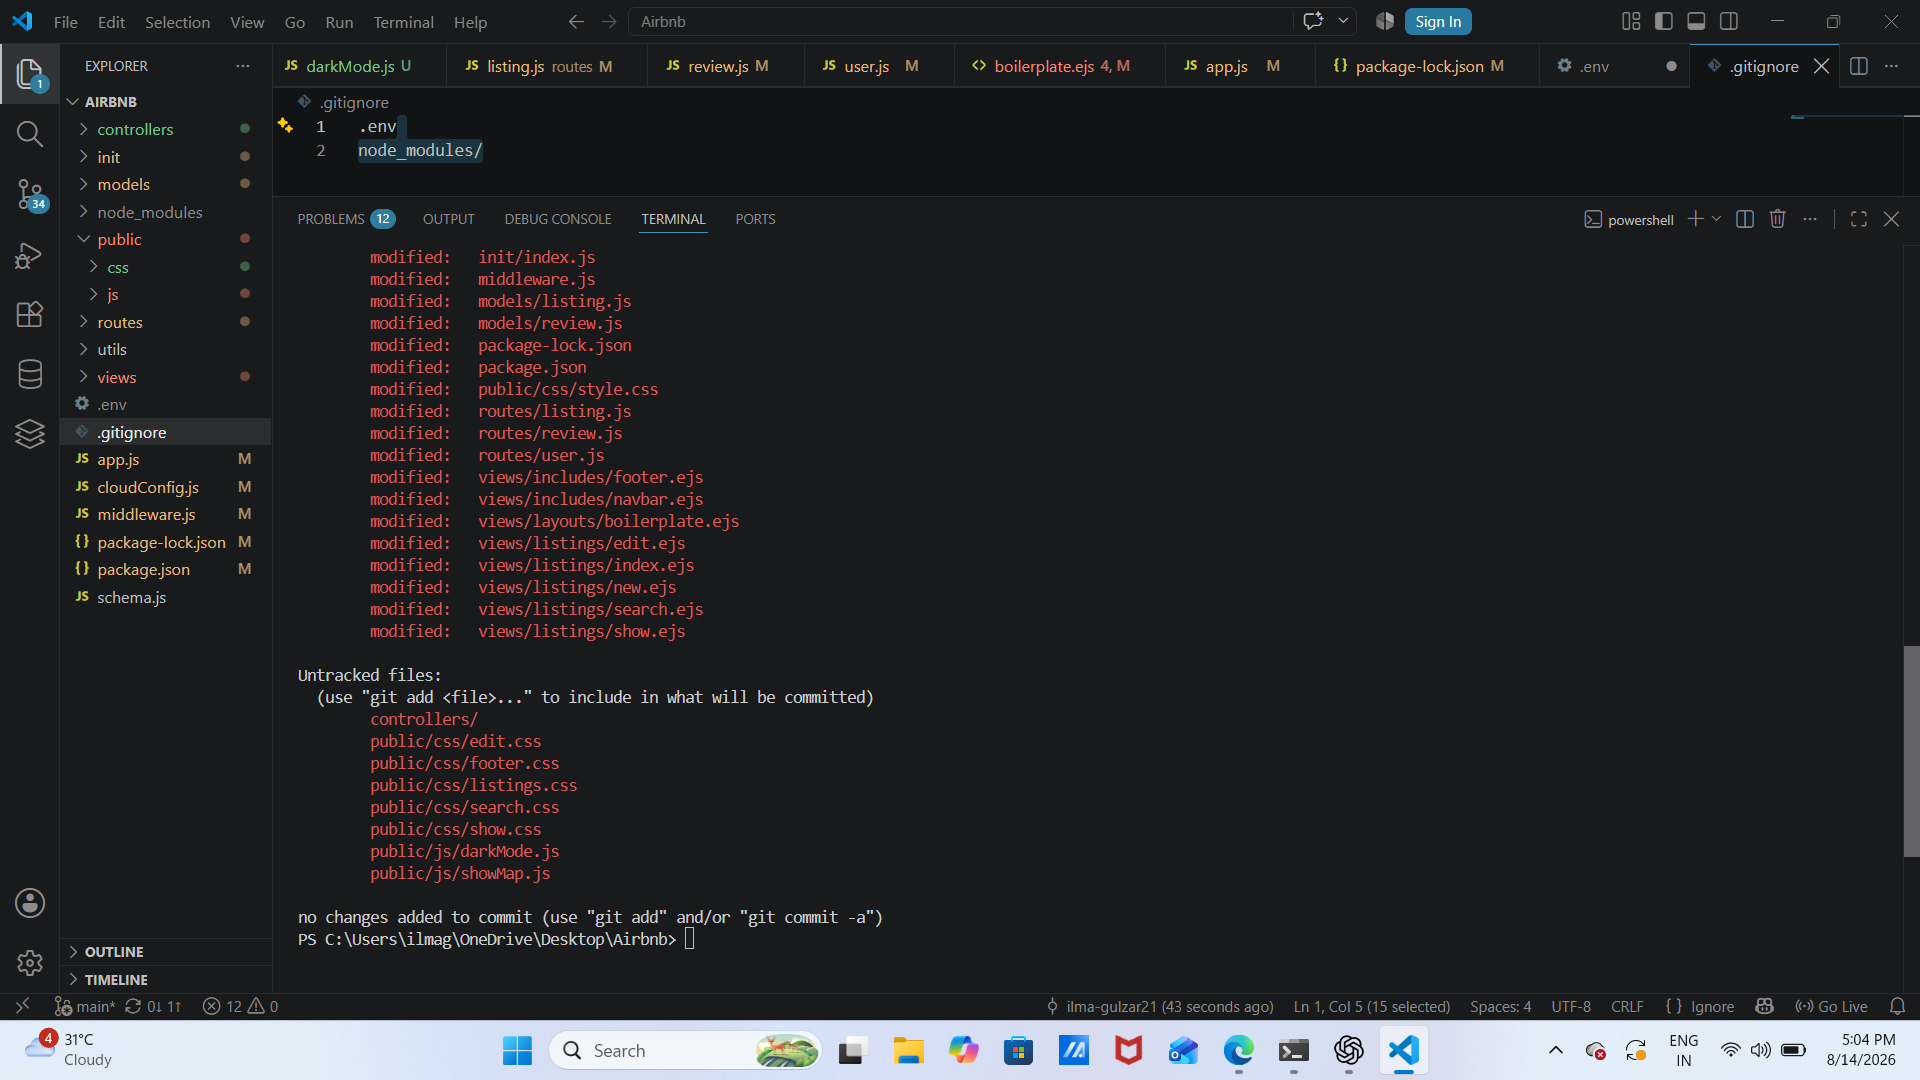 File Edit Selection View Go Run Terminal Help
Airbnb
Sign In
EXPLORER
AIRBNB
controllers
init
models
node_modules
public
css
js
routes
utils
views
.env
.gitignore
JS app.js M
JS cloudConfig.js M
JS middleware.js M
{} package-lock.json M
{} package.json M
JS schema.js
OUTLINE
TIMELINE
1
34
JS darkMode.js U
JS listing.js routes M
JS review.js M
JS user.js M
<> boilerplate.ejs 4, M
JS app.js M
{} package-lock.json M
.env
.gitignore
.gitignore
1 .env
2 node_modules/
PROBLEMS 12 OUTPUT DEBUG CONSOLE TERMINAL PORTS
powershell
modified: init/index.js
modified: middleware.js
modified: models/listing.js
modified: models/review.js
modified: package-lock.json
modified: package.json
modified: public/css/style.css
modified: routes/listing.js
modified: routes/review.js
modified: routes/user.js
modified: views/includes/footer.ejs
modified: views/includes/navbar.ejs
modified: views/layouts/boilerplate.ejs
modified: views/listings/edit.ejs
modified: views/listings/index.ejs
modified: views/listings/new.ejs
modified: views/listings/search.ejs
modified: views/listings/show.ejs
Untracked files:
(use "git add <file>..." to include in what will be committed)
controllers/
public/css/edit.css
public/css/footer.css
public/css/listings.css
public/css/search.css
public/css/show.css
public/js/darkMode.js
public/js/showMap.js
no changes added to commit (use "git add" and/or "git commit -a")
PS C:\Users\ilmag\OneDrive\Desktop\Airbnb>
main* 0↓ 1↑ 12 0
ilma-gulzar21 (43 seconds ago) Ln 1, Col 5 (15 selected) Spaces: 4 UTF-8 CRLF {} Ignore Go Live
4
31°C
Cloudy
Search
ENG
IN
5:04 PM
8/14/2026